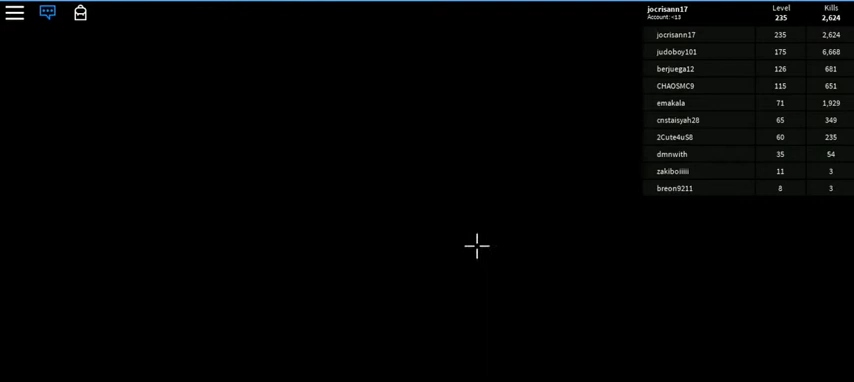 jocrisann17 Level Kills
Account: <13 235 2,624
jocrisann17 235 2,624
judoboy101 175 6,668
berjuega12 126 681
CHAOSMC9 115 651
emakala 71 1,929
cnstaisyah28 65 349
2Cute4uS8 60 235
dmnwith 35 54
zakiboiiiiii 11 3
breon9211 8 3